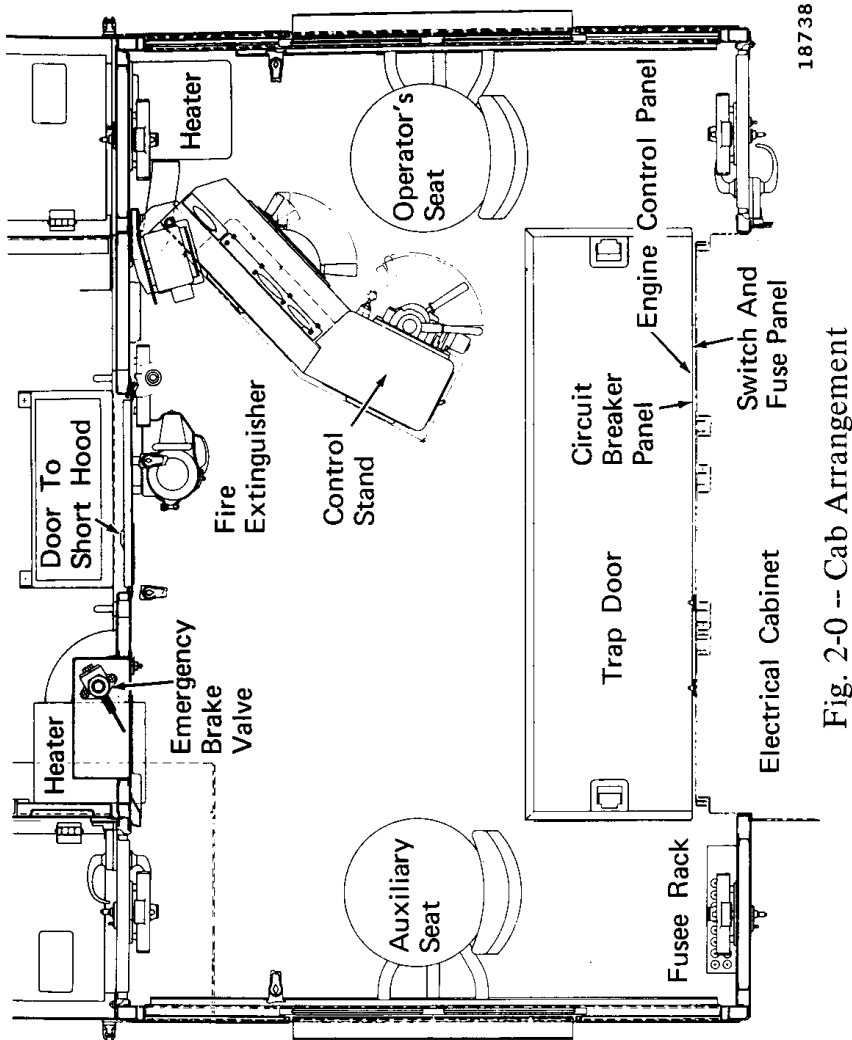 18738
Heater
Operator's
Seat
Engine Control Panel
Door To
Short Hood
Fire
Extinguisher
Control
Stand
Circuit
Breaker
Panel
Switch And
Fuse Panel
Heater
Emergency
Brake
Valve
Trap Door
Electrical Cabinet
Auxiliary
Seat
Fusee Rack
Fig. 2-0 -- Cab Arrangement